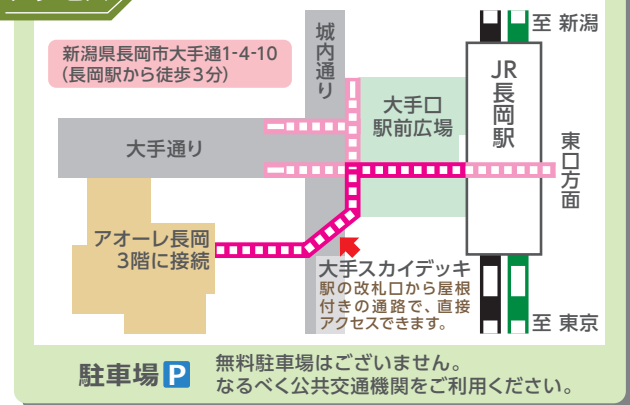 至 新潟
新潟県長岡市大手通1-4-10
（長岡駅から徒歩3分）
城内通り
JR長岡駅
大手口
駅前広場
大手通り
東口方面
アオーレ長岡
3階に接続
大手スカイデッキ
駅の改札口から屋根
付きの通路で、直接
アクセスできます。
至 東京
駐車場 P
無料駐車場はございません。
なるべく公共交通機関をご利用ください。